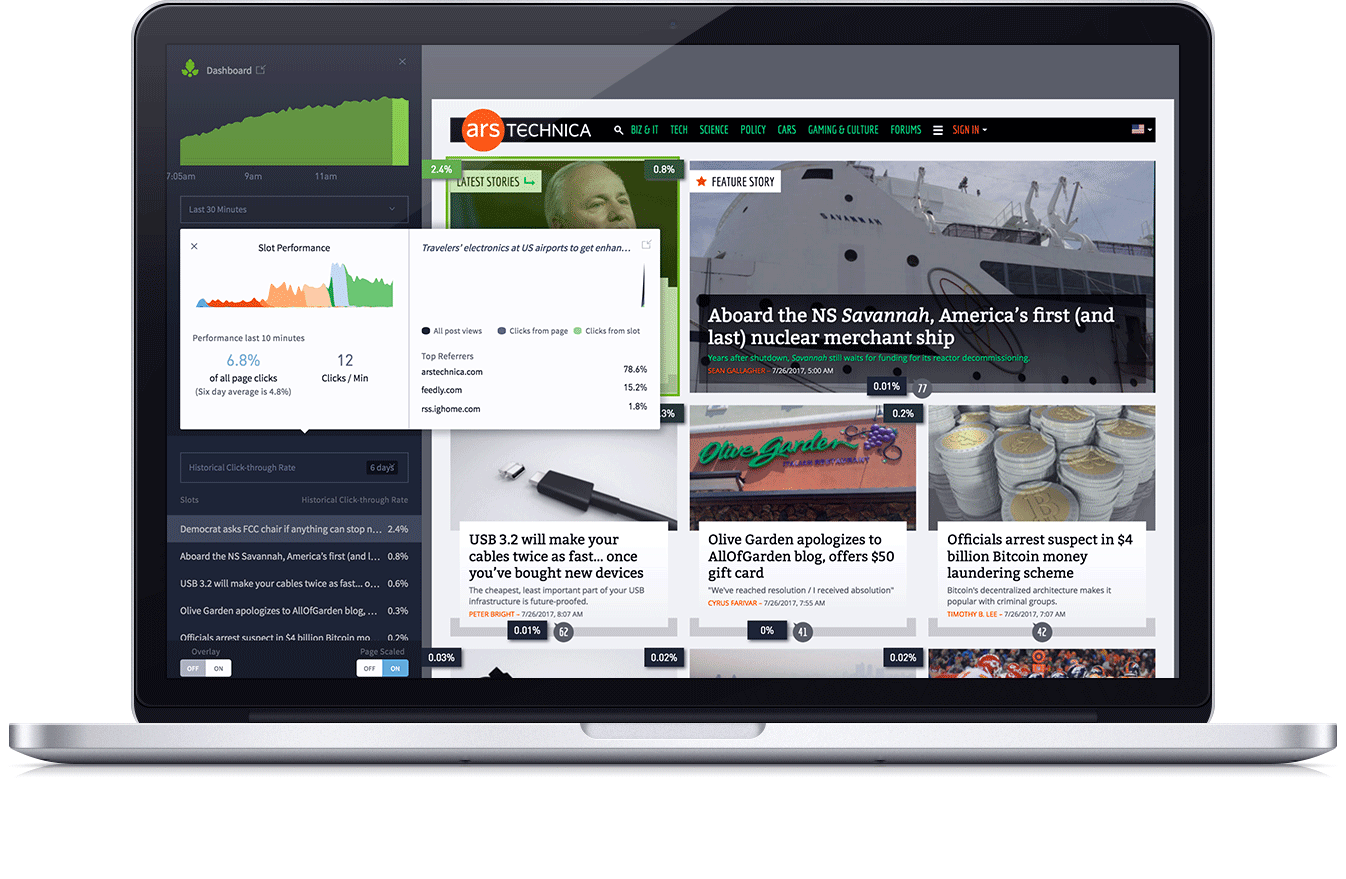 Dashboard
7:05am 9am 11am
Last 30 Minutes
Slot Performance
Performance last 10 minutes
6.8%
of all page clicks
(Six day average is 4.8%)
12
Clicks / Min
Travelers' electronics at US airports to get enhan...
All post views Clicks from page Clicks from slot
Top Referrers
arstechnica.com 78.6%
feedly.com 15.2%
rss.ighome.com 1.8%
Historical Click-through Rate 6 days
Slots Historical Click-through Rate
Democrat asks FCC chair if anything can stop n... 2.4%
Aboard the NS Savannah, America's first (and l... 0.8%
USB 3.2 will make your cables twice as fast... o... 0.6%
Olive Garden apologizes to AllOfGarden blog, ... 0.3%
Officials arrest suspect in $4 billion Bitcoin mo... 0.2%
Overlay Page Scaled
OFF ON OFF ON
ars TECHNICA BIZ & IT TECH SCIENCE POLICY CARS GAMING & CULTURE FORUMS SIGN IN
2.4% 0.8%
LATEST STORIES
FEATURE STORY
SAVANNAH
Aboard the NS Savannah, America's first (and
last) nuclear merchant ship
Years after shutdown, Savannah still waits for funding for its reactor decommissioning.
SEAN GALLAGHER – 7/26/2017, 5:00 AM
0.01% 77
.3% 0.2%
Olive Garden
ITALIAN RESTAURANT
USB 3.2 will make your
cables twice as fast... once
you've bought new devices
The cheapest, least important part of your USB
infrastructure is future-proofed.
PETER BRIGHT – 7/26/2017, 8:07 AM
0.01% 62
Olive Garden apologizes to
AllOfGarden blog, offers $50
gift card
"We've reached resolution / I received absolution"
CYRUS FARIVAR – 7/26/2017, 7:55 AM
0% 41
Officials arrest suspect in $4
billion Bitcoin money
laundering scheme
Bitcoin's decentralized architecture makes it
popular with criminal groups.
TIMOTHY B. LEE – 7/26/2017, 7:07 AM
42
0.03% 0.02% 0.02%